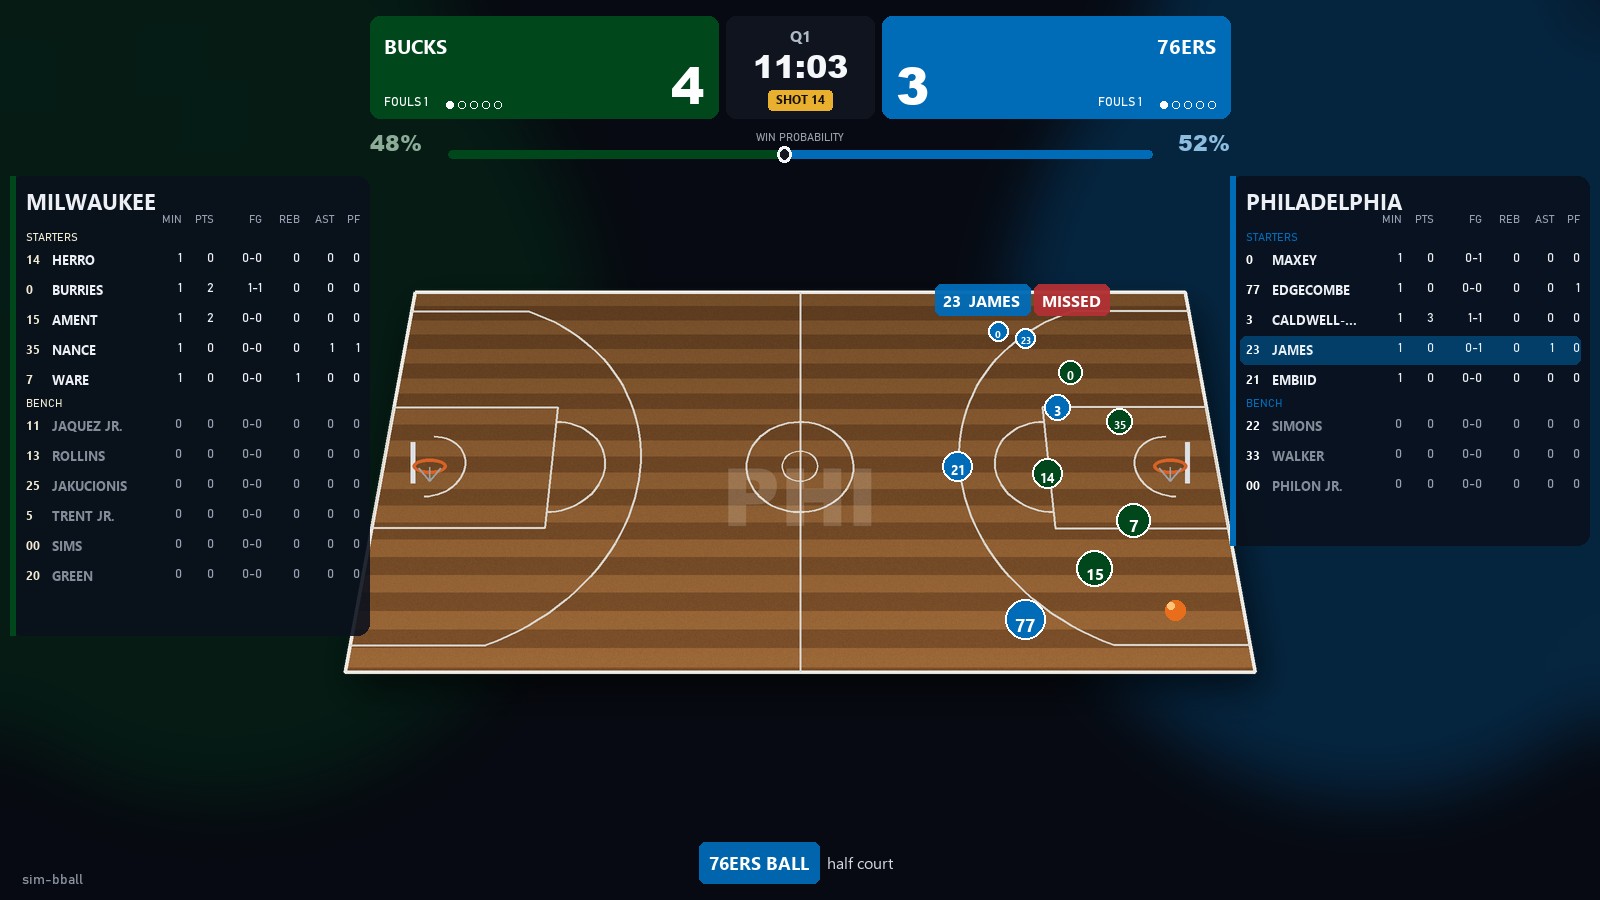 BUCKS
4
FOULS 1
Q1
11:03
SHOT 14
76ERS
3
FOULS 1
48%
WIN PROBABILITY
52%
MILWAUKEE
MIN PTS FG REB AST PF
STARTERS
14 HERRO 1 0 0-0 0 0 0
0 BURRIES 1 2 1-1 0 0 0
15 AMENT 1 2 0-0 0 0 0
35 NANCE 1 0 0-0 0 1 1
7 WARE 1 0 0-0 1 0 0
BENCH
11 JAQUEZ JR. 0 0 0-0 0 0 0
13 ROLLINS 0 0 0-0 0 0 0
25 JAKUCIONIS 0 0 0-0 0 0 0
5 TRENT JR. 0 0 0-0 0 0 0
00 SIMS 0 0 0-0 0 0 0
20 GREEN 0 0 0-0 0 0 0
23 JAMES MISSED
0
23
0
3
35
21
14
PHI
7
15
77
PHILADELPHIA
MIN PTS FG REB AST PF
STARTERS
0 MAXEY 1 0 0-1 0 0 0
77 EDGECOMBE 1 0 0-0 0 0 1
3 CALDWELL-... 1 3 1-1 0 0 0
23 JAMES 1 0 0-1 0 1 0
21 EMBIID 1 0 0-0 0 0 0
BENCH
22 SIMONS 0 0 0-0 0 0 0
33 WALKER 0 0 0-0 0 0 0
00 PHILON JR. 0 0 0-0 0 0 0
76ERS BALL half court
sim-bball